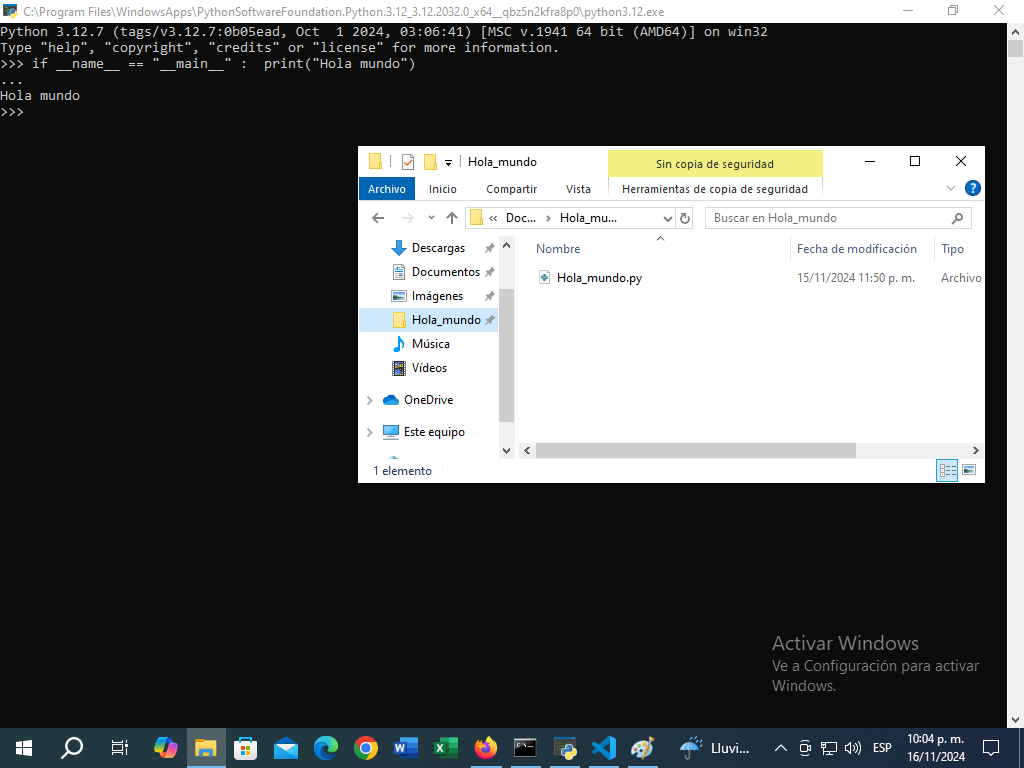 C:\Program Files\WindowsApps\PythonSoftwareFoundation.Python.3.12_3.12.2032.0_x64__qbz5n2kfra8p0\python3.12.exe
Python 3.12.7 (tags/v3.12.7:0b05ead, Oct  1 2024, 03:06:41) [MSC v.1941 64 bit (AMD64)] on win32
Type "help", "copyright", "credits" or "license" for more information.
>>> if __name__ == "__main__" :  print("Hola mundo")
...
Hola mundo
>>>
Hola_mundo
Sin copia de seguridad
Archivo Inicio Compartir Vista Herramientas de copia de seguridad
« Doc... › Hola_mu...
Buscar en Hola_mundo
Descargas
Documentos
Imágenes
Hola_mundo
Música
Vídeos
OneDrive
Este equipo
Nombre Fecha de modificación Tipo
Hola_mundo.py 15/11/2024 11:50 p. m. Archivo
1 elemento
Activar Windows
Ve a Configuración para activar
Windows.
Lluvi...
ESP
10:04 p. m.
16/11/2024